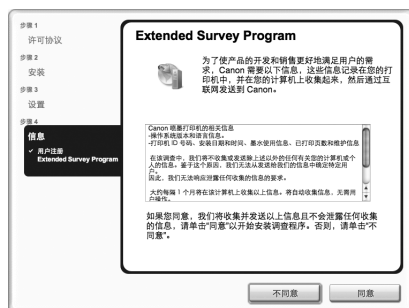 步骤 1
许可协议
步骤 2
安装
步骤 3
设置
步骤 4
信息
✓ 用户注册
Extended Survey Program
Extended Survey Program
为了使产品的开发和销售更好地满足用户的需
求，Canon 需要以下信息，这些信息记录在您的打
印机中，并在您的计算机上收集起来，然后通过互
联网发送到 Canon。
Canon 喷墨打印机的相关信息
-操作系统版本和语言信息。
-打印机 ID 号码、安装日期和时间、墨水使用信息、已打印页数和维护信息
在该调查中，我们将不收集或发送除上述以外的任何有关您的计算机或个
人的信息。鉴于这个原因，我们无法从发送给我们的信息中确定特定用
户。
因此，我们无法响应泄露任何收集的信息的要求。
大约每隔 1 个月将在该计算机上收集以上信息。将自动收集信息，无需用
户操作。
如果您同意，我们将收集并发送以上信息且不会泄露任何收集
的信息，请单击“同意”以开始安装调查程序。否则，请单击“不
同意”。
不同意
同意